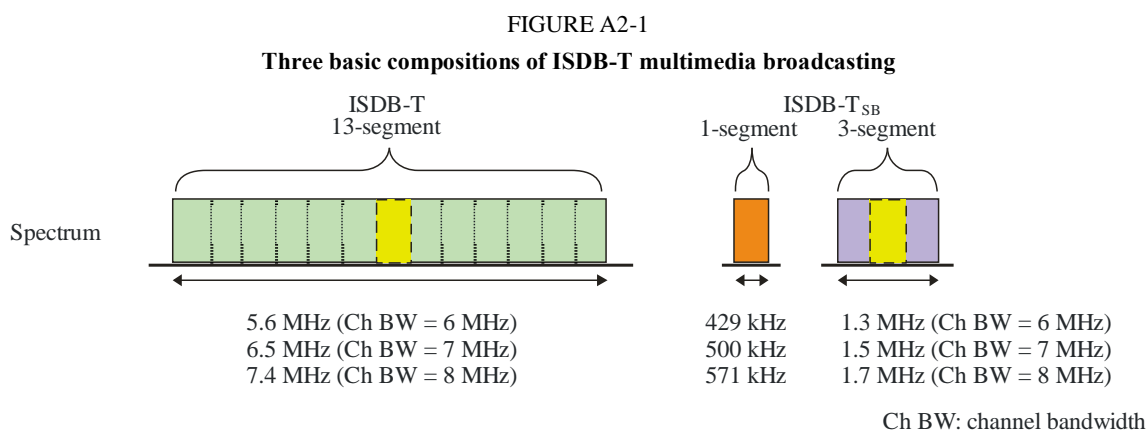 FIGURE A2-1
Three basic compositions of ISDB-T multimedia broadcasting
ISDB-T
13-segment
ISDB-TSB
1-segment 3-segment
Spectrum
5.6 MHz (Ch BW = 6 MHz) 429 kHz 1.3 MHz (Ch BW = 6 MHz)
6.5 MHz (Ch BW = 7 MHz) 500 kHz 1.5 MHz (Ch BW = 7 MHz)
7.4 MHz (Ch BW = 8 MHz) 571 kHz 1.7 MHz (Ch BW = 8 MHz)
Ch BW: channel bandwidth